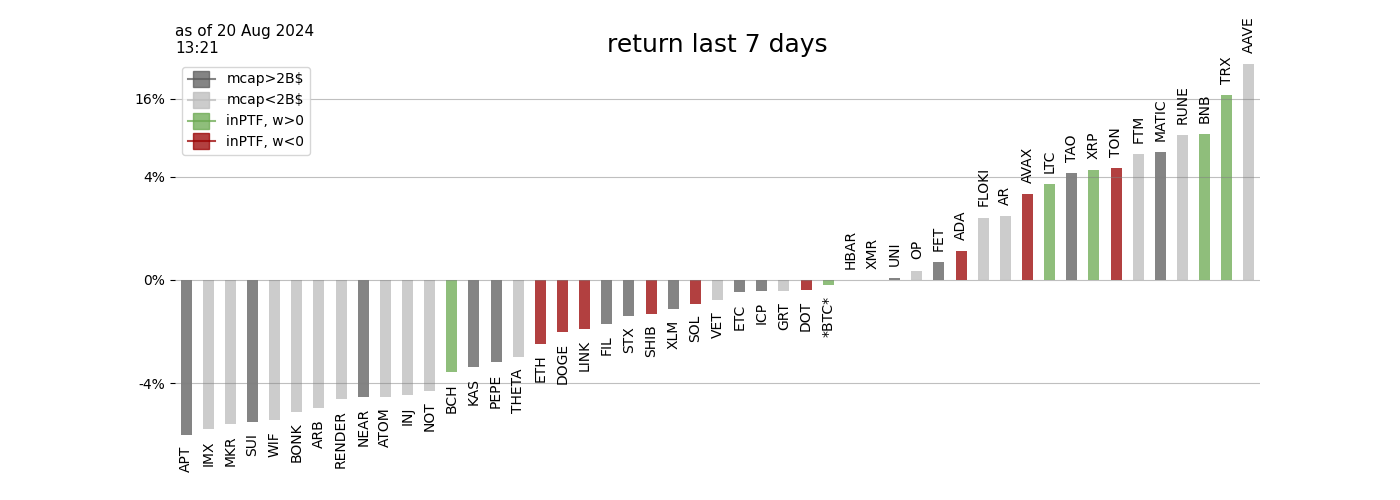 as of 20 Aug 2024
13:21
return last 7 days
mcap>2B$
mcap<2B$
inPTF, w>0
inPTF, w<0
16%
4%
0%
-4%
APT
IMX
MKR
SUI
WIF
BONK
ARB
RENDER
NEAR
ATOM
INJ
NOT
BCH
KAS
PEPE
THETA
ETH
DOGE
LINK
FIL
STX
SHIB
XLM
SOL
VET
ETC
ICP
GRT
DOT
*BTC*
HBAR
XMR
UNI
OP
FET
ADA
FLOKI
AR
AVAX
LTC
TAO
XRP
TON
FTM
MATIC
RUNE
BNB
TRX
AAVE